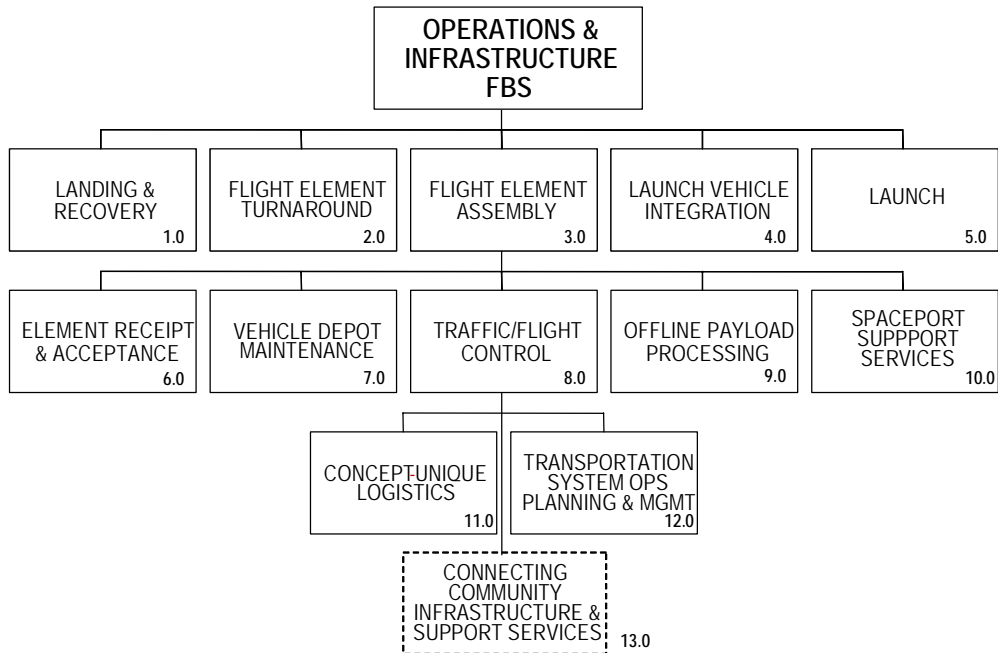 OPERATIONS &
INFRASTRUCTURE
FBS
LANDING &
RECOVERY
1.0
FLIGHT ELEMENT
TURNAROUND
2.0
FLIGHT ELEMENT
ASSEMBLY
3.0
LAUNCH VEHICLE
INTEGRATION
4.0
LAUNCH
5.0
ELEMENT RECEIPT
& ACCEPTANCE
6.0
VEHICLE DEPOT
MAINTENANCE
7.0
TRAFFIC/FLIGHT
CONTROL
8.0
OFFLINE PAYLOAD
PROCESSING
9.0
SPACEPORT
SUPPPORT
SERVICES
10.0
CONCEPT-UNIQUE
LOGISTICS
11.0
TRANSPORTATION
SYSTEM OPS
PLANNING & MGMT
12.0
CONNECTING
COMMUNITY
INFRASTRUCTURE &
SUPPORT SERVICES
13.0